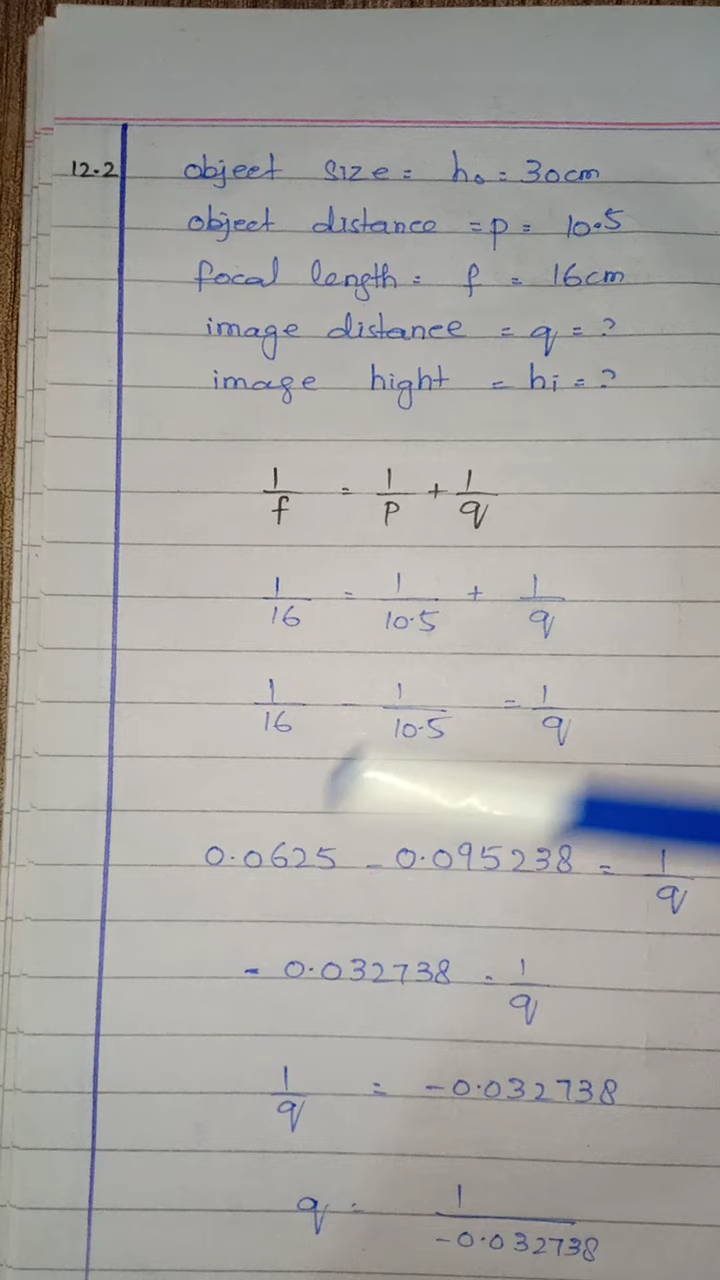 12.2 object size = h₀ = 30cm
object distance = p = 10.5
focal length = f = 16cm
image distance = q = ?
image hight = hi = ?
1/f = 1/p + 1/q
1/16 = 1/10.5 + 1/q
1/16 - 1/10.5 = 1/q
0.0625 - 0.095238 = 1/q
- 0.032738 = 1/q
1/q = -0.032738
q = 1/-0.032738